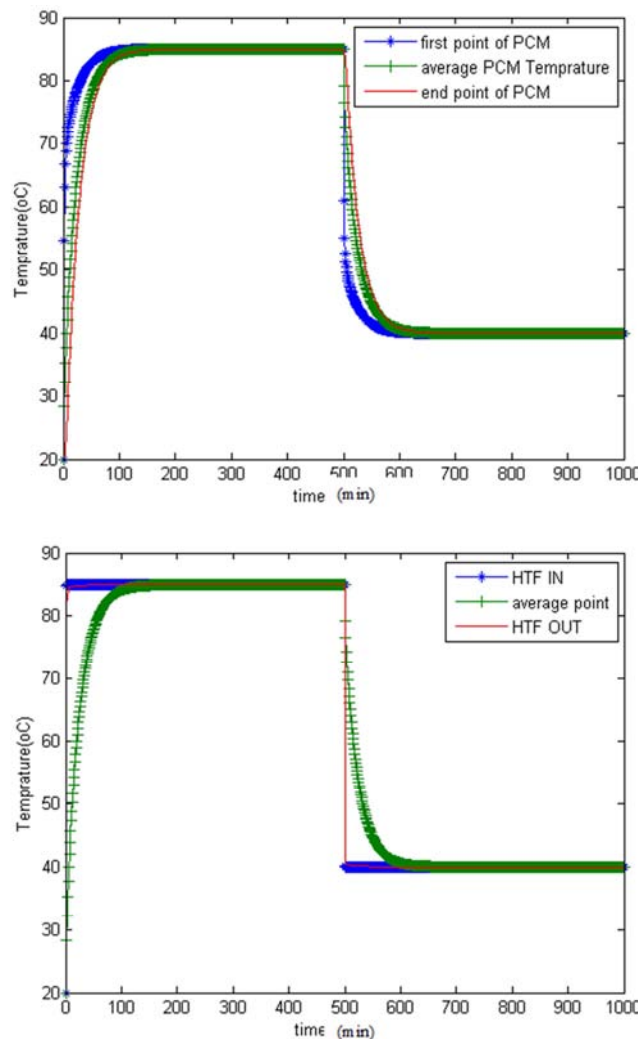 90
80
70
60
50
40
30
20
Temprature(oC)
first point of PCM
average PCM Temprature
end point of PCM
0 100 200 300 400 500 600 700 800 900 1000
time (min)
90
80
70
60
50
40
30
20
Temprature(oC)
HTF IN
average point
HTF OUT
0 100 200 300 400 500 600 700 800 900 1000
time (min)